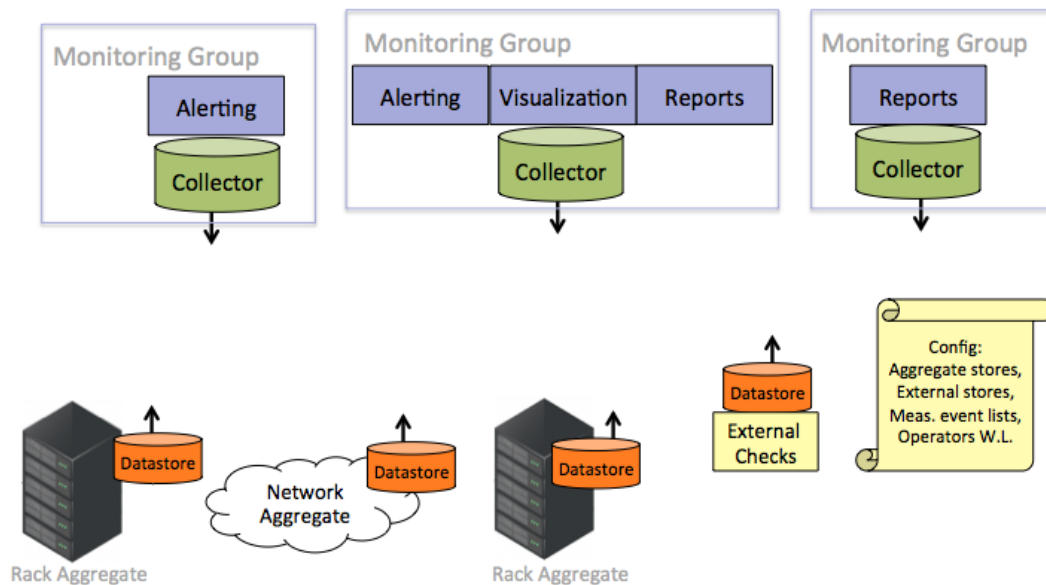 Monitoring Group
Alerting
Collector
Monitoring Group
Alerting
Visualization
Reports
Collector
Monitoring Group
Reports
Collector
Config:
Aggregate stores,
External stores,
Meas. event lists,
Operators W.L.
Datastore
External
Checks
Datastore
Rack Aggregate
Datastore
Network
Aggregate
Datastore
Rack Aggregate